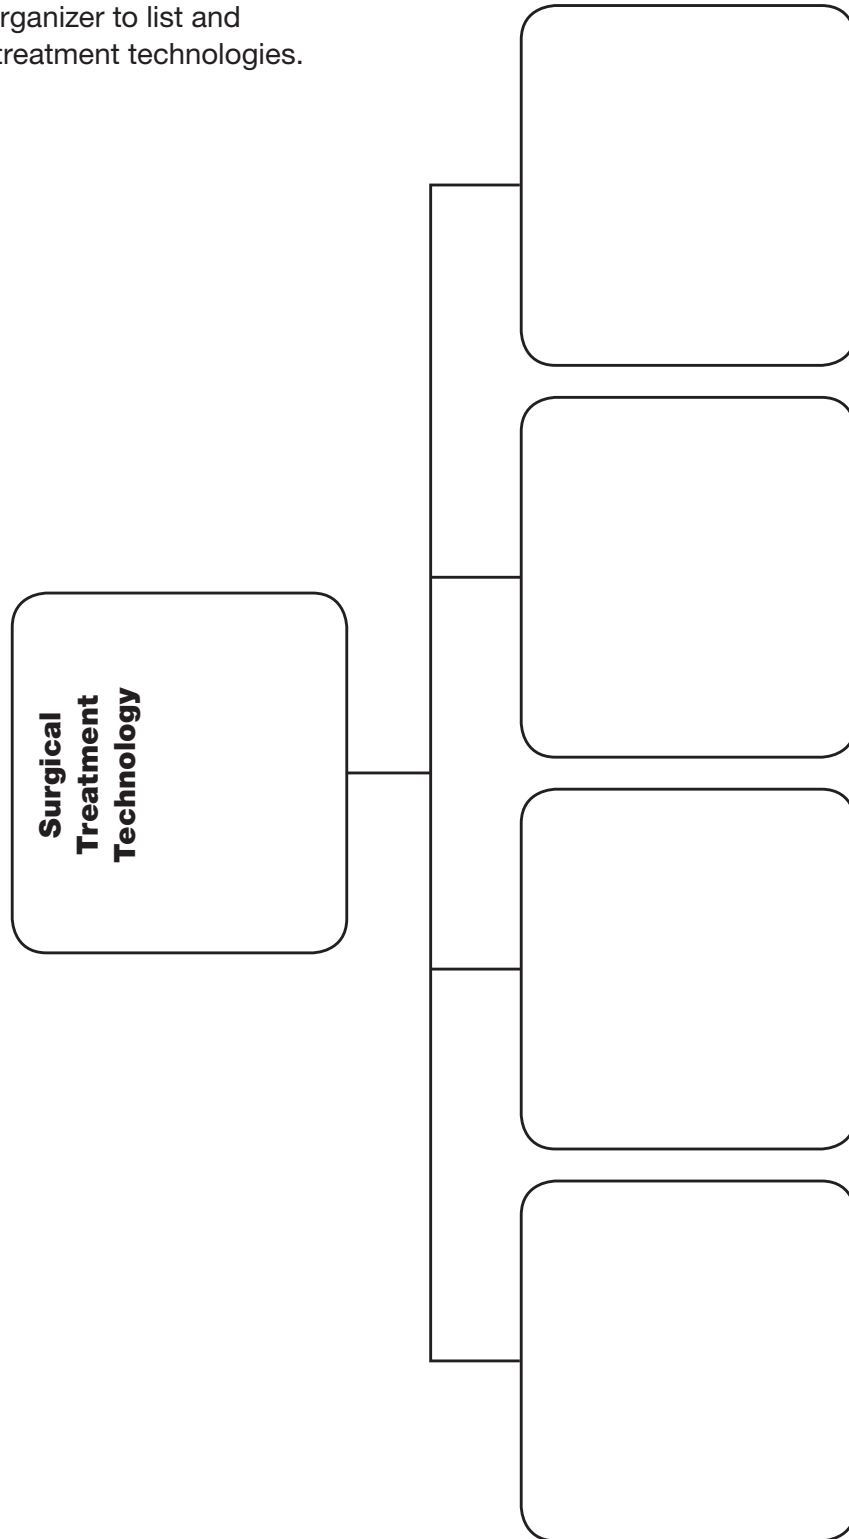 rganizer to list and
treatment technologies.
Surgical
Treatment
Technology